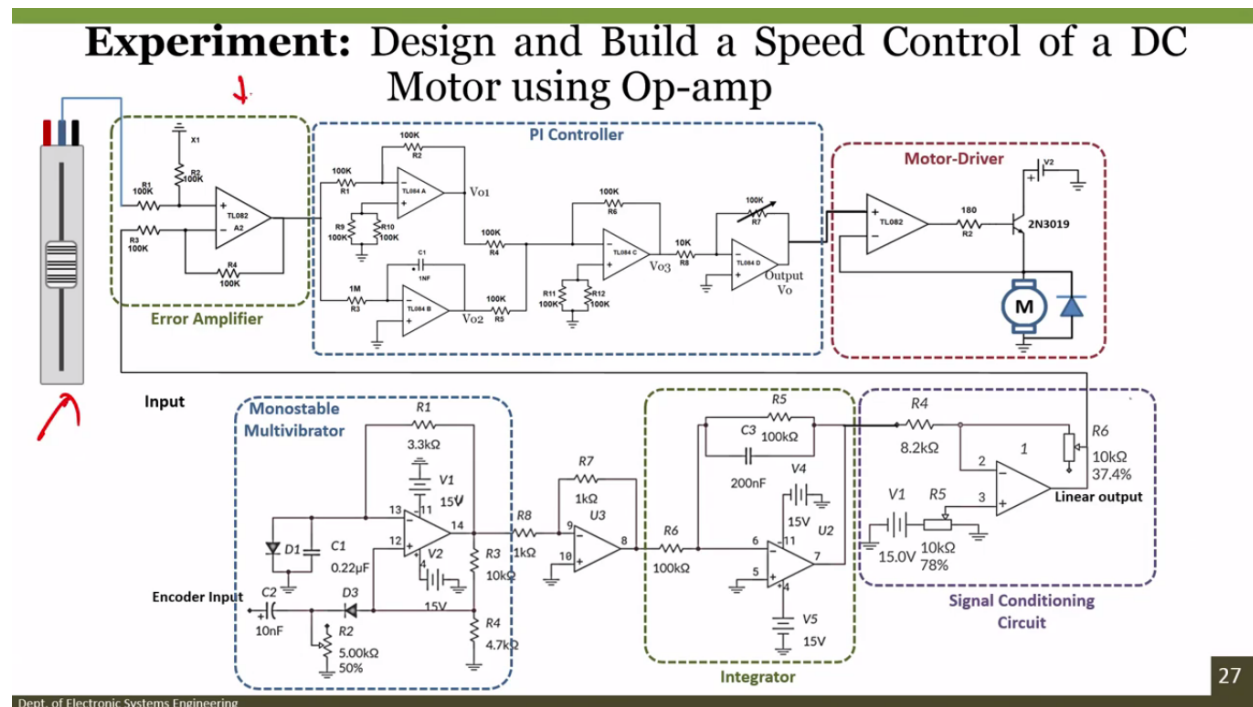 Experiment: Design and Build a Speed Control of a DC
Motor using Op-amp
X1
R2
100K
R1
100K
R3
100K
+
-
TL082
A2
R4
100K
Error Amplifier
PI Controller
100K
R2
100K
R1
-
+
TL084 A
Vo1
R9
100K
R10
100K
C1
1NF
1M
R3
-
+
TL084 B
Vo2
100K
R4
100K
R5
100K
R6
-
+
TL084 C
Vo3
R11
100K
R12
100K
10K
R8
100K
R7
-
+
TL084 D
Output
Vo
Motor-Driver
+
-
TL082
180
R2
2N3019
+
V2
M
Input
Monostable
Multivibrator
R1
3.3kΩ
V1
15V
13
11
12
14
4
V2
15V
D1
C1
0.22µF
Encoder Input
C2
10nF
D3
R2
5.00kΩ
50%
R3
10kΩ
R4
4.7kΩ
R8
1kΩ
R7
1kΩ
U3
9
10
8
R6
100kΩ
R5
100kΩ
C3
200nF
V4
15V
U2
6
11
5
7
4
V5
15V
Integrator
R4
8.2kΩ
R6
10kΩ
37.4%
1
2
3
Linear output
V1
15.0V
R5
10kΩ
78%
Signal Conditioning
Circuit
27
Dept. of Electronic Systems Engineering